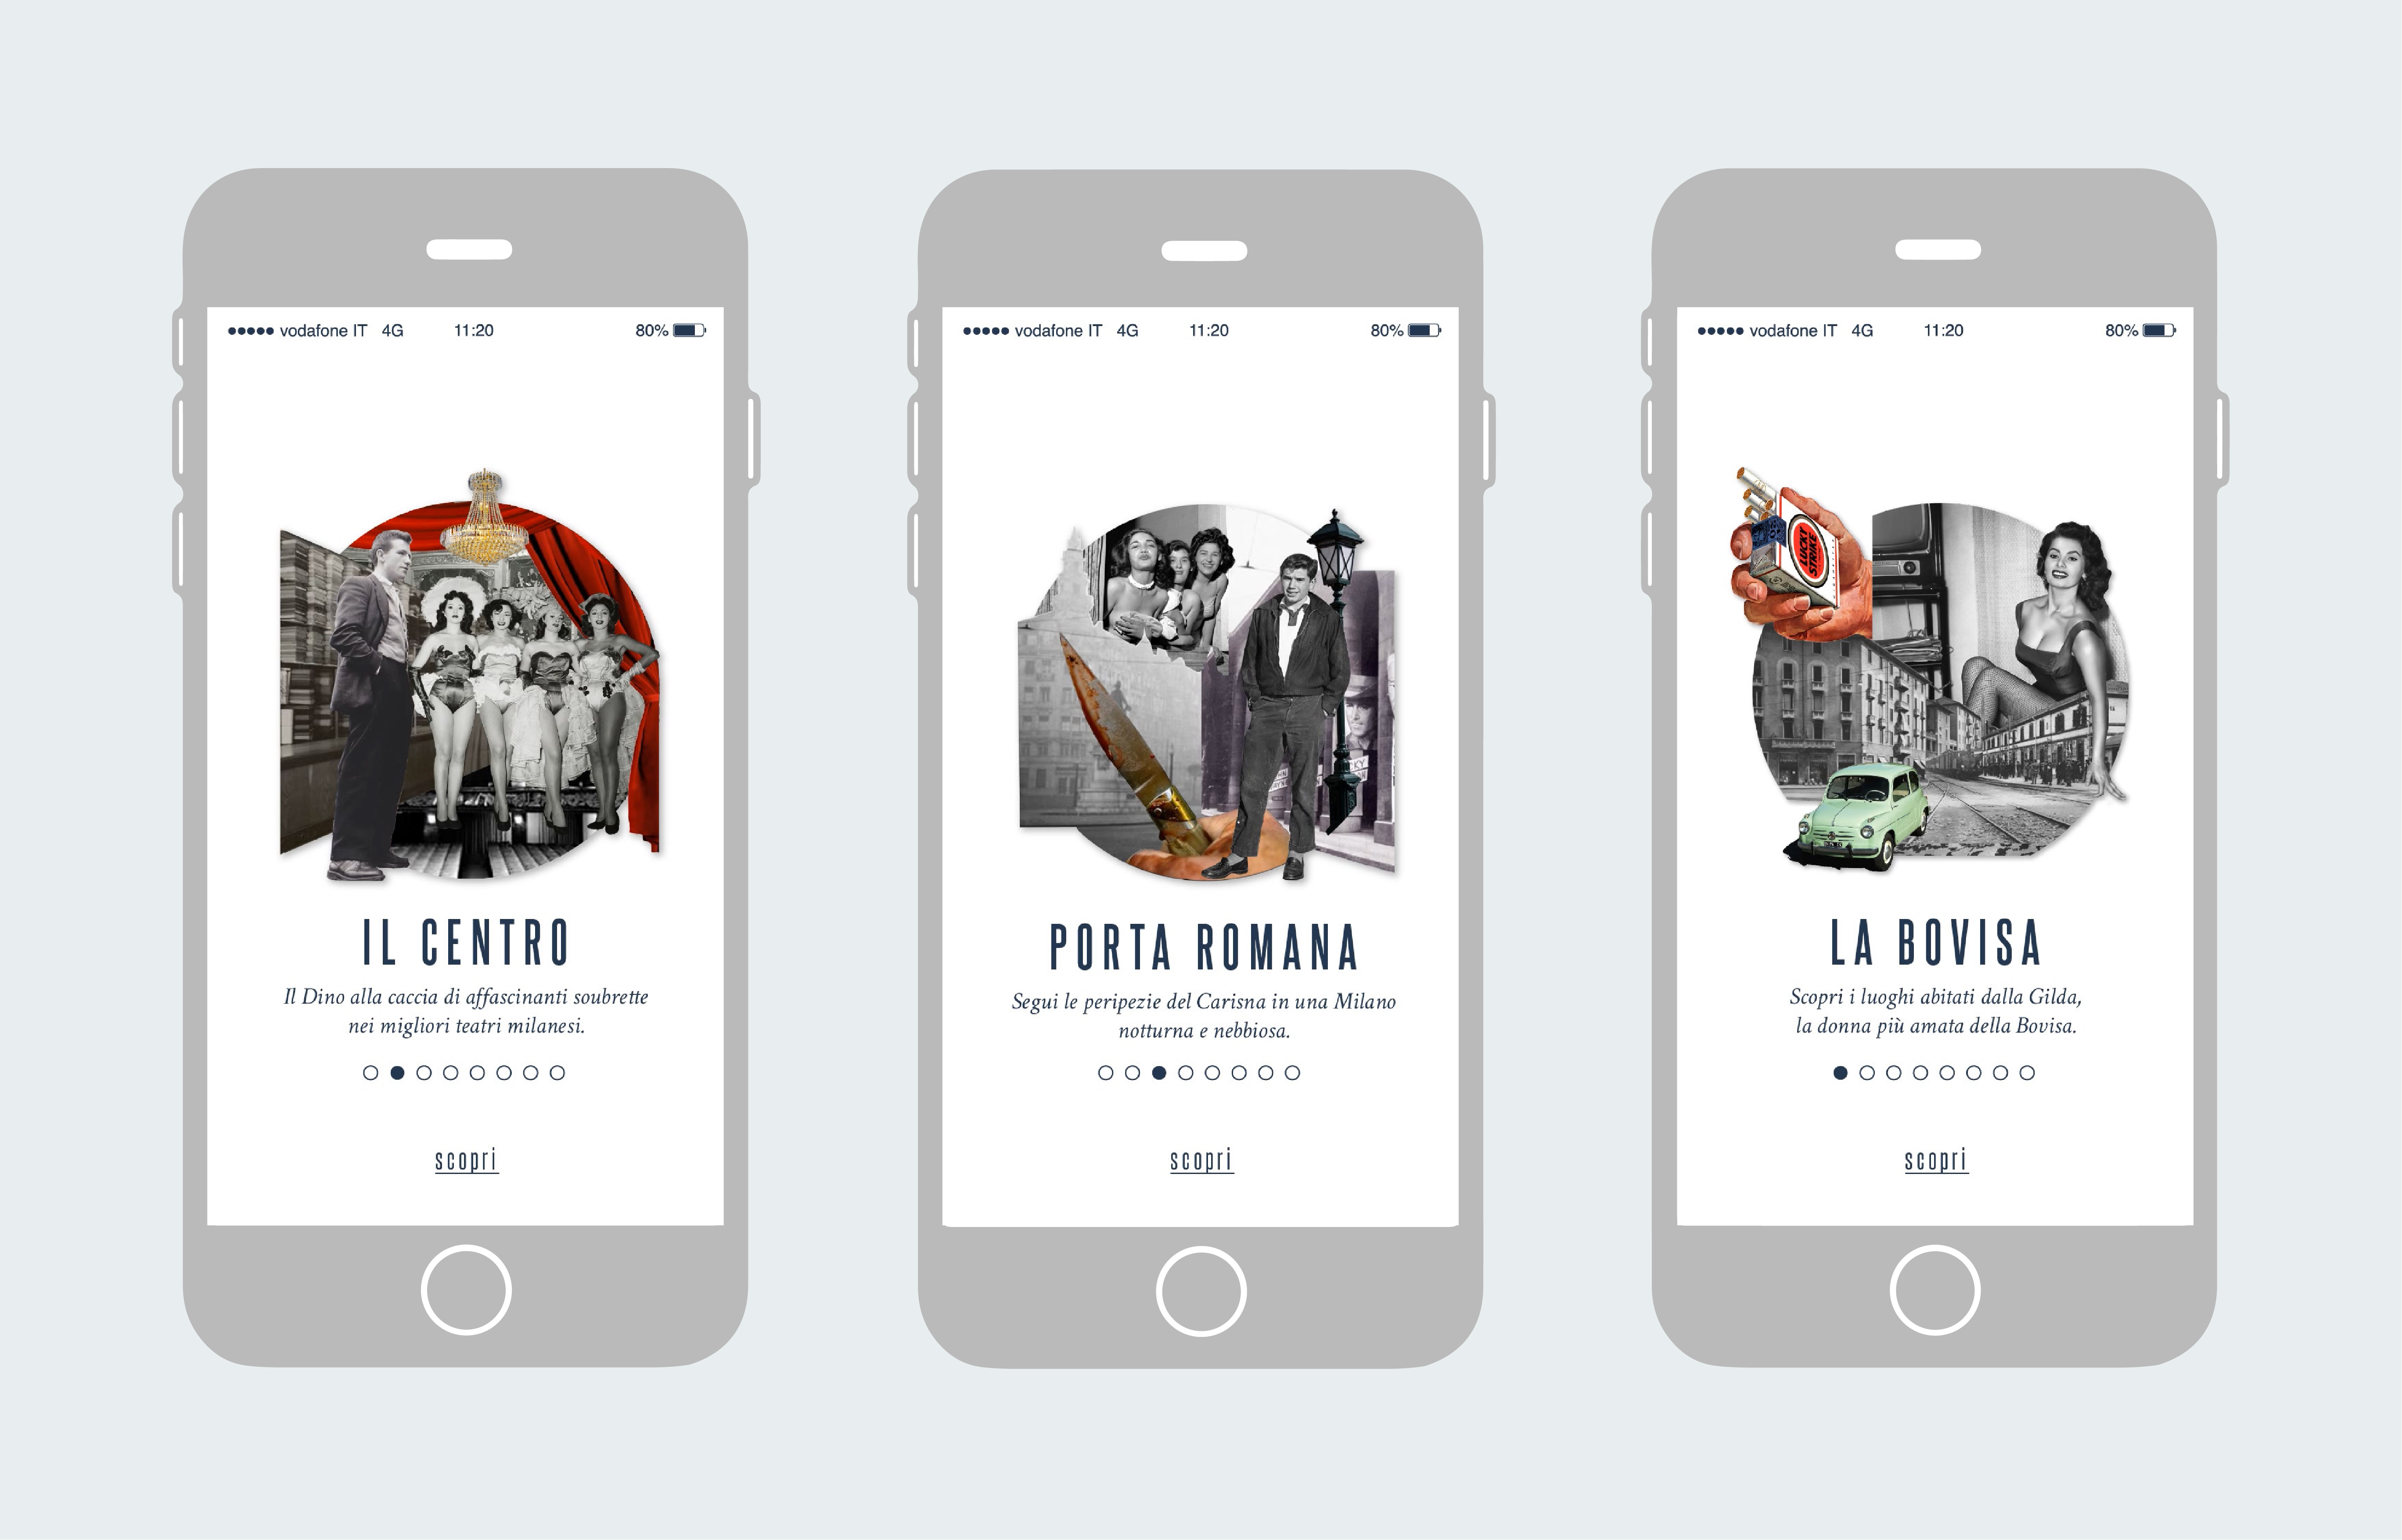 vodafone IT 4G 11:20 80%
IL CENTRO
Il Dino alla caccia di affascinanti soubrette
nei migliori teatri milanesi.
scopri
vodafone IT 4G 11:20 80%
PORTA ROMANA
Segui le peripezie del Carisna in una Milano
notturna e nebbiosa.
scopri
vodafone IT 4G 11:20 80%
LUCKY
STRIKE
LA BOVISA
Scopri i luoghi abitati dalla Gilda,
la donna più amata della Bovisa.
scopri